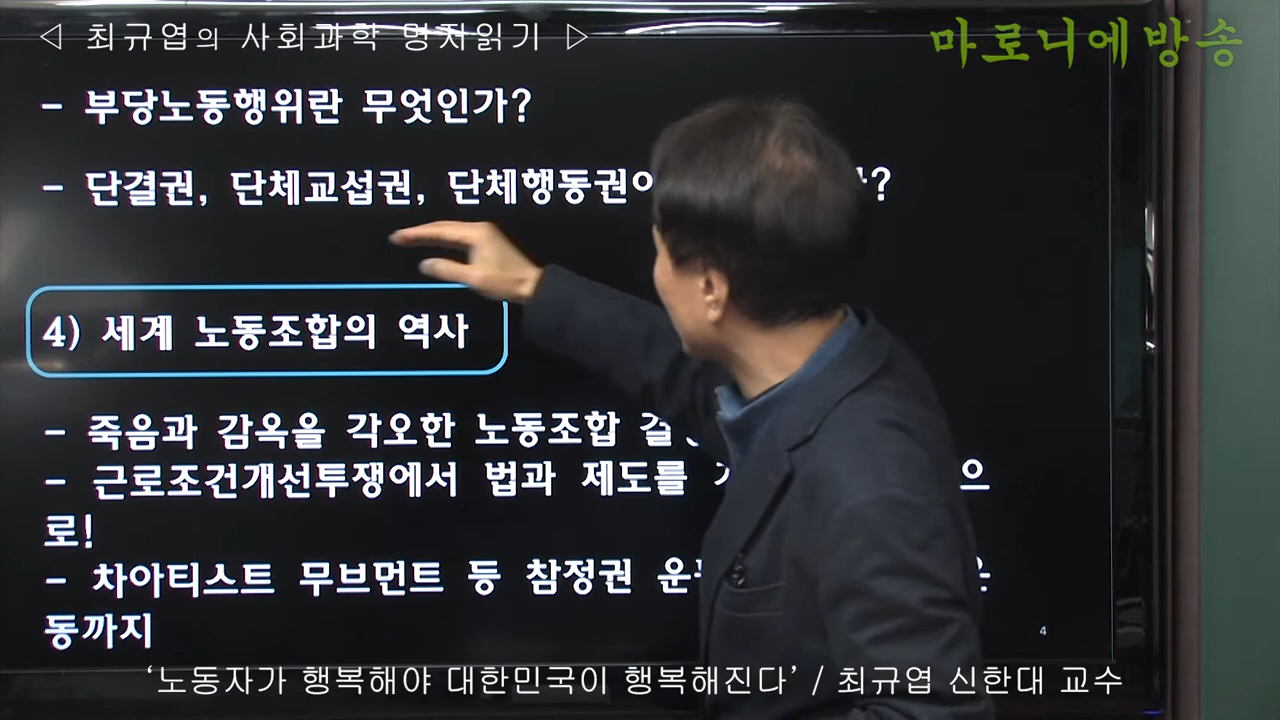 ◁ 최규엽의 사회과학 명저읽기 ▷
마로니에방송
- 부당노동행위란 무엇인가?
- 단결권, 단체교섭권, 단체행동권이 ?
4) 세계 노동조합의 역사
- 죽음과 감옥을 각오한 노동조합
- 근로조건개선투쟁에서 법과 제도를 으
로!
- 차아티스트 무브먼트 등 참정권
동까지
4
‘노동자가 행복해야 대한민국이 행복해진다’ / 최규엽 신한대 교수